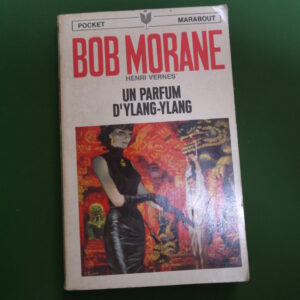 POCKET MARABOUT
BOB MORANE
HENRI VERNES
UN PARFUM
D'YLANG-YLANG